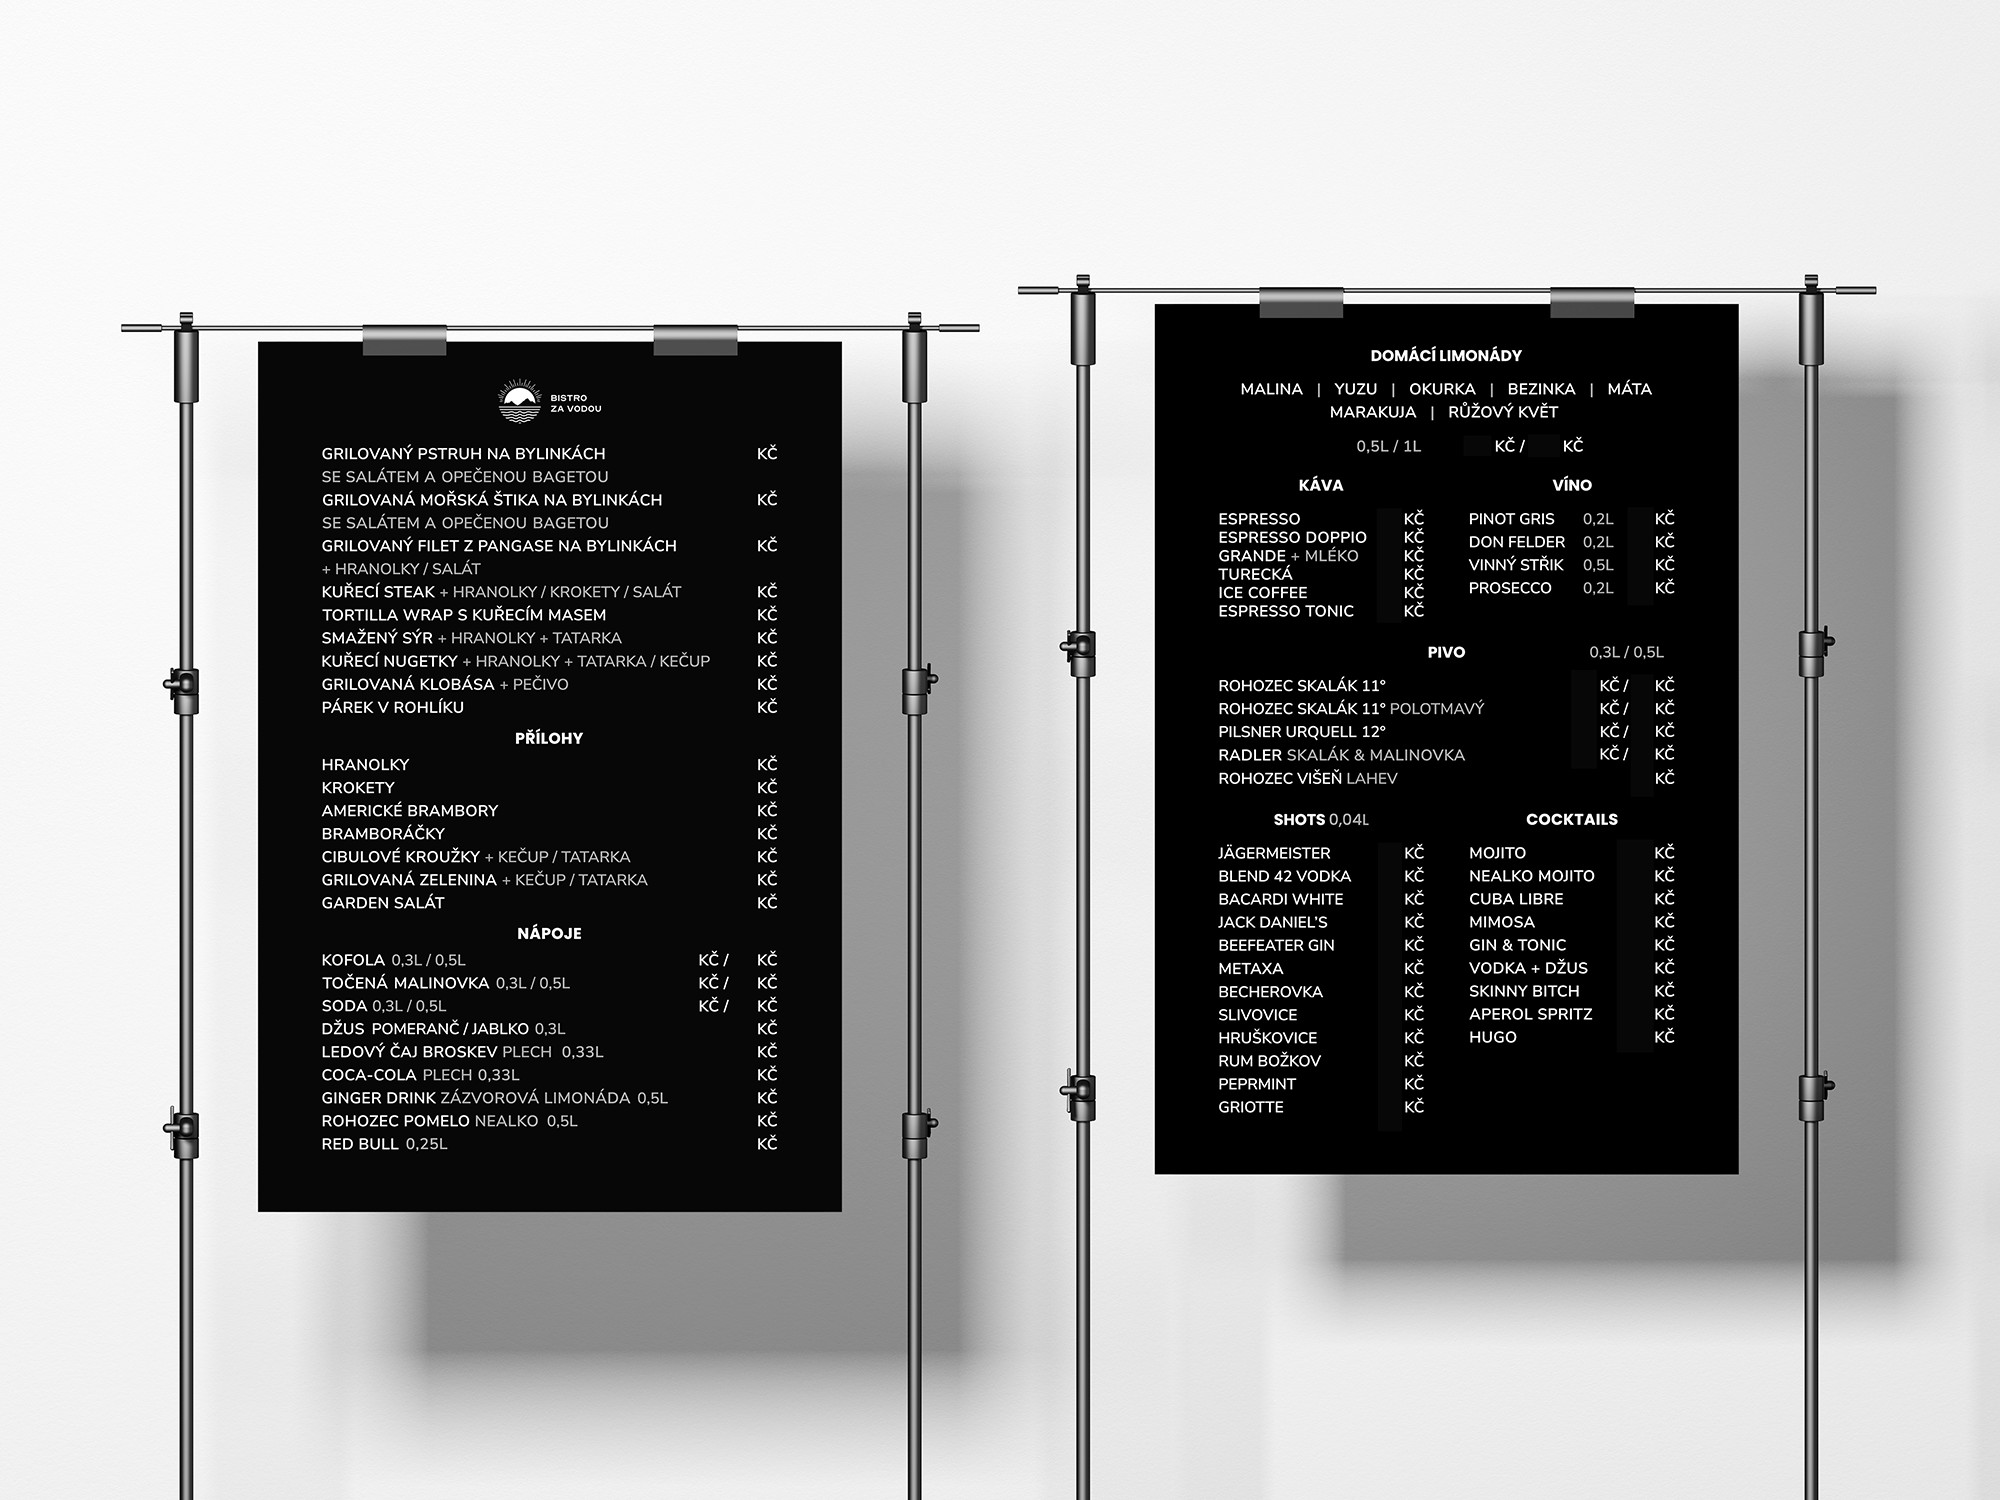 BISTRO
ZA VODOU
GRILOVANÝ PSTRUH NA BYLINKÁCH KČ
SE SALÁTEM A OPEČENOU BAGETOU
GRILOVANÁ MOŘSKÁ ŠTIKA NA BYLINKÁCH KČ
SE SALÁTEM A OPEČENOU BAGETOU
GRILOVANÝ FILET Z PANGASE NA BYLINKÁCH KČ
+ HRANOLKY / SALÁT
KUŘECÍ STEAK + HRANOLKY / KROKETY / SALÁT KČ
TORTILLA WRAP S KUŘECÍM MASEM KČ
SMAŽENÝ SÝR + HRANOLKY + TATARKA KČ
KUŘECÍ NUGETKY + HRANOLKY + TATARKA / KEČUP KČ
GRILOVANÁ KLOBÁSA + PEČIVO KČ
PÁREK V ROHLÍKU KČ
PŘÍLOHY
HRANOLKY KČ
KROKETY KČ
AMERICKÉ BRAMBORY KČ
BRAMBORÁČKY KČ
CIBULOVÉ KROUŽKY + KEČUP / TATARKA KČ
GRILOVANÁ ZELENINA + KEČUP / TATARKA KČ
GARDEN SALÁT KČ
NÁPOJE
KOFOLA 0,3L / 0,5L KČ / KČ
TOČENÁ MALINOVKA 0,3L / 0,5L KČ / KČ
SODA 0,3L / 0,5L KČ / KČ
DŽUS POMERANČ / JABLKO 0,3L KČ
LEDOVÝ ČAJ BROSKEV PLECH 0,33L KČ
COCA-COLA PLECH 0,33L KČ
GINGER DRINK ZÁZVOROVÁ LIMONÁDA 0,5L KČ
ROHOZEC POMELO NEALKO 0,5L KČ
RED BULL 0,25L KČ
DOMÁCÍ LIMONÁDY
MALINA | YUZU | OKURKA | BEZINKA | MÁTA
MARAKUJA | RŮŽOVÝ KVĚT
0,5L / 1L KČ / KČ
KÁVA
ESPRESSO KČ
ESPRESSO DOPPIO KČ
GRANDE + MLÉKO KČ
TURECKÁ KČ
ICE COFFEE KČ
ESPRESSO TONIC KČ
VÍNO
PINOT GRIS 0,2L KČ
DON FELDER 0,2L KČ
VINNÝ STŘIK 0,5L KČ
PROSECCO 0,2L KČ
PIVO 0,3L / 0,5L
ROHOZEC SKALÁK 11° KČ / KČ
ROHOZEC SKALÁK 11° POLOTMAVÝ KČ / KČ
PILSNER URQUELL 12° KČ / KČ
RADLER SKALÁK & MALINOVKA KČ / KČ
ROHOZEC VIŠEŇ LAHEV KČ
SHOTS 0,04L
JÄGERMEISTER KČ
BLEND 42 VODKA KČ
BACARDI WHITE KČ
JACK DANIEL'S KČ
BEEFEATER GIN KČ
METAXA KČ
BECHEROVKA KČ
SLIVOVICE KČ
HRUŠKOVICE KČ
RUM BOŽKOV KČ
PEPRMINT KČ
GRIOTTE KČ
COCKTAILS
MOJITO KČ
NEALKO MOJITO KČ
CUBA LIBRE KČ
MIMOSA KČ
GIN & TONIC KČ
VODKA + DŽUS KČ
SKINNY BITCH KČ
APEROL SPRITZ KČ
HUGO KČ